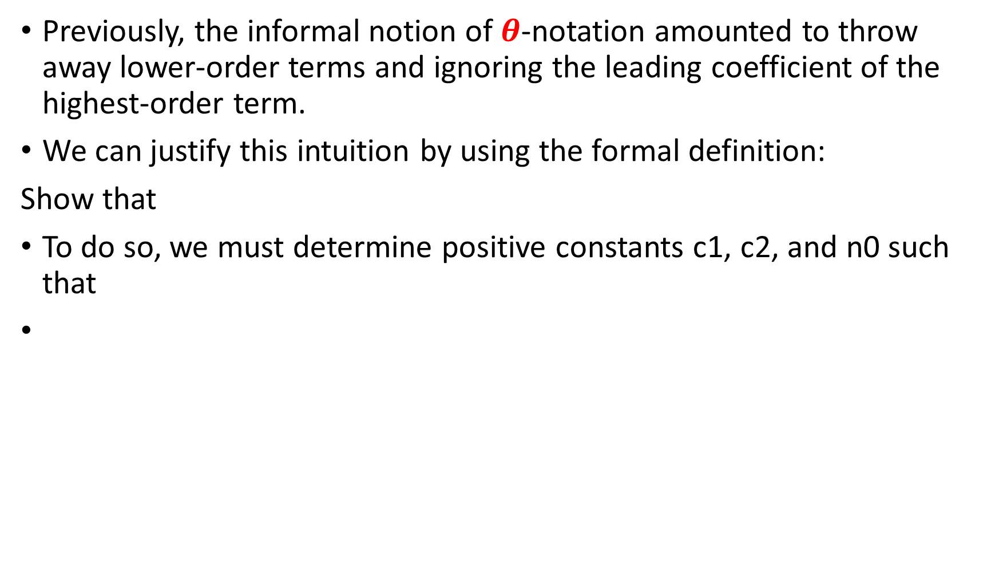 • Previously, the informal notion of θ-notation amounted to throw
away lower-order terms and ignoring the leading coefficient of the
highest-order term.
• We can justify this intuition by using the formal definition:
Show that
• To do so, we must determine positive constants c1, c2, and n0 such
that
•